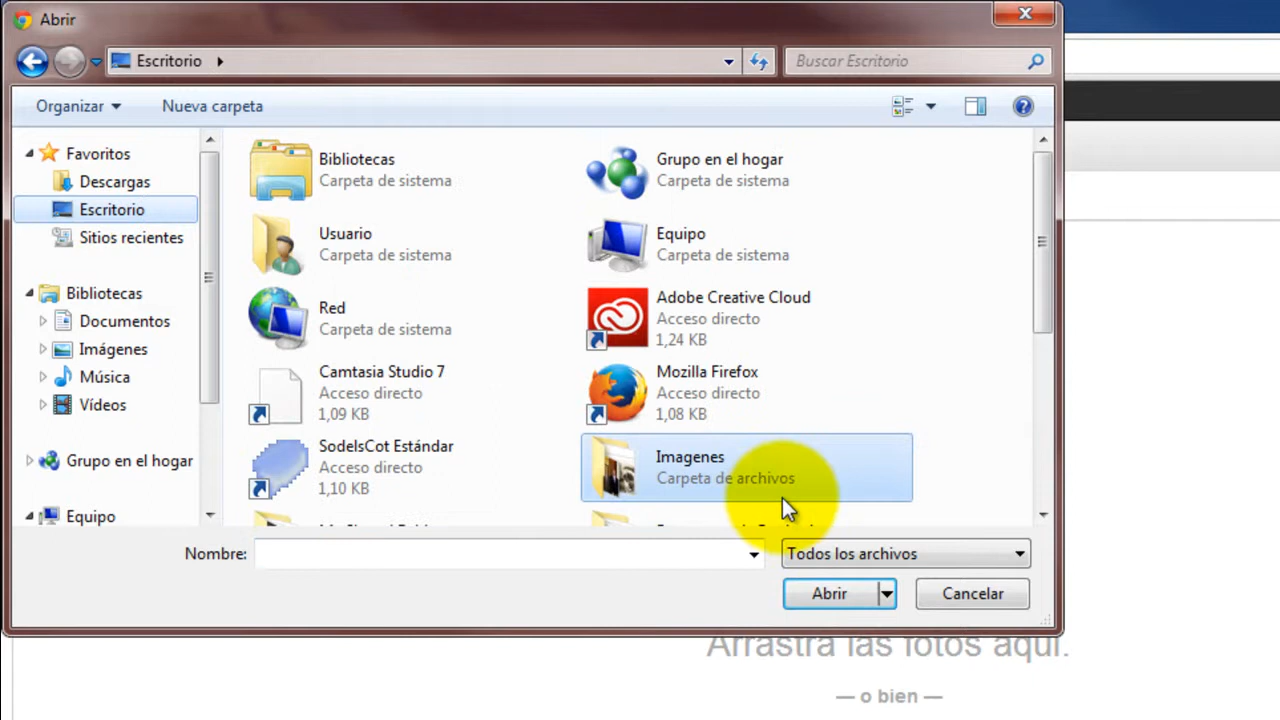 Abrir
Escritorio
Buscar Escritorio
Organizar
Nueva carpeta
Favoritos
Descargas
Escritorio
Sitios recientes
Bibliotecas
Documentos
Imágenes
Música
Vídeos
Grupo en el hogar
Equipo
Bibliotecas
Carpeta de sistema
Grupo en el hogar
Carpeta de sistema
Usuario
Carpeta de sistema
Equipo
Carpeta de sistema
Red
Carpeta de sistema
Adobe Creative Cloud
Acceso directo
1,24 KB
Camtasia Studio 7
Acceso directo
1,09 KB
Mozilla Firefox
Acceso directo
1,08 KB
SodelsCot Estándar
Acceso directo
1,10 KB
Imagenes
Carpeta de archivos
Nombre:
Todos los archivos
Abrir
Cancelar
Arrastra las fotos aquí.
— o bien —